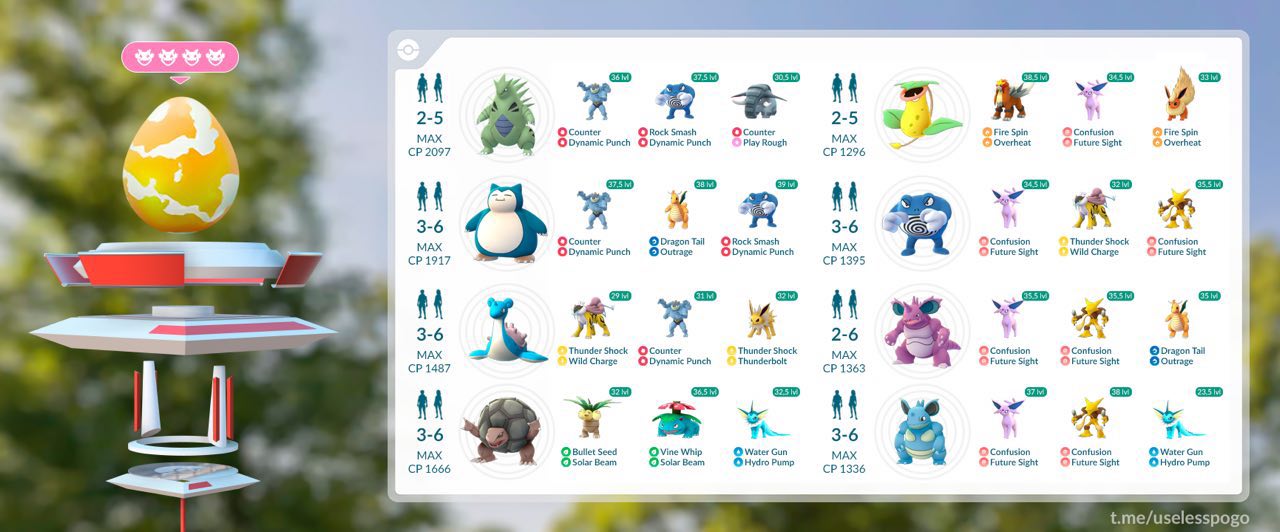 36 lvl
37,5 lvl
30,5 lvl
2-5
MAX
CP 2097
Counter
Dynamic Punch
Rock Smash
Dynamic Punch
Counter
Play Rough
38,5 lvl
34,5 lvl
33 lvl
2-5
MAX
CP 1296
Fire Spin
Overheat
Confusion
Future Sight
Fire Spin
Overheat
37,5 lvl
38 lvl
39 lvl
3-6
MAX
CP 1917
Counter
Dynamic Punch
Dragon Tail
Outrage
Rock Smash
Dynamic Punch
34,5 lvl
32 lvl
35,5 lvl
3-6
MAX
CP 1395
Confusion
Future Sight
Thunder Shock
Wild Charge
Confusion
Future Sight
29 lvl
31 lvl
32 lvl
3-6
MAX
CP 1487
Thunder Shock
Wild Charge
Counter
Dynamic Punch
Thunder Shock
Thunderbolt
35,5 lvl
35,5 lvl
35 lvl
2-6
MAX
CP 1363
Confusion
Future Sight
Confusion
Future Sight
Dragon Tail
Outrage
32 lvl
36,5 lvl
32,5 lvl
3-6
MAX
CP 1666
Bullet Seed
Solar Beam
Vine Whip
Solar Beam
Water Gun
Hydro Pump
37 lvl
38 lvl
23,5 lvl
3-6
MAX
CP 1336
Confusion
Future Sight
Confusion
Future Sight
Water Gun
Hydro Pump
t.me/uselesspogo